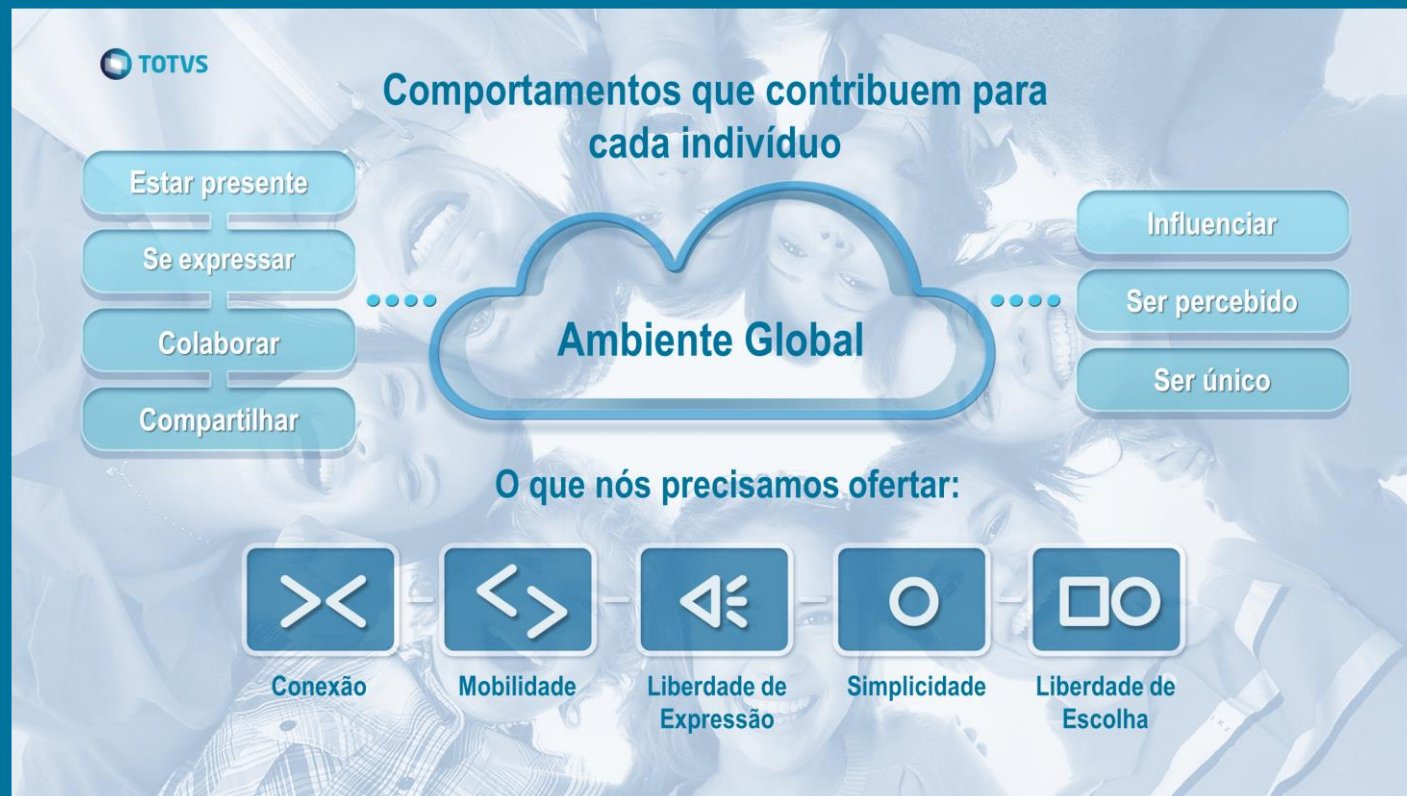 TOTVS
Comportamentos que contribuem para
cada indivíduo
Estar presente
Se expressar
Colaborar
Compartilhar
Ambiente Global
Influenciar
Ser percebido
Ser único
O que nós precisamos ofertar:
Conexão
Mobilidade
Liberdade de
Expressão
Simplicidade
Liberdade de
Escolha